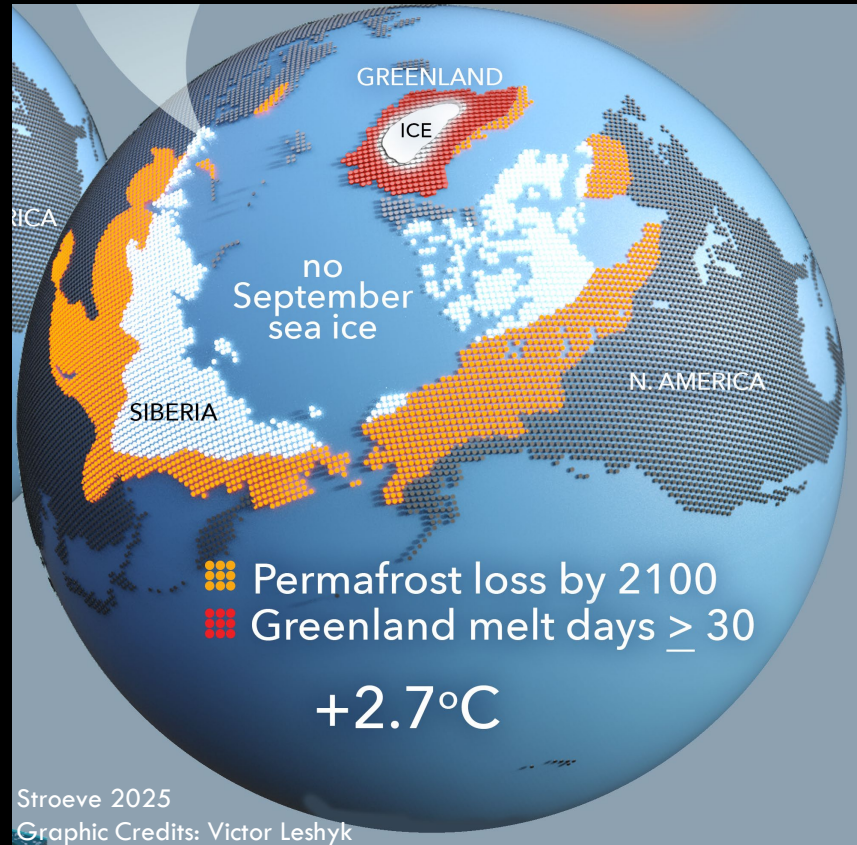 GREENLAND
ICE
RICA
no
September
sea ice
N. AMERICA
SIBERIA
Permafrost loss by 2100
Greenland melt days ≥ 30
+2.7°C
Stroeve 2025
Graphic Credits: Victor Leshyk